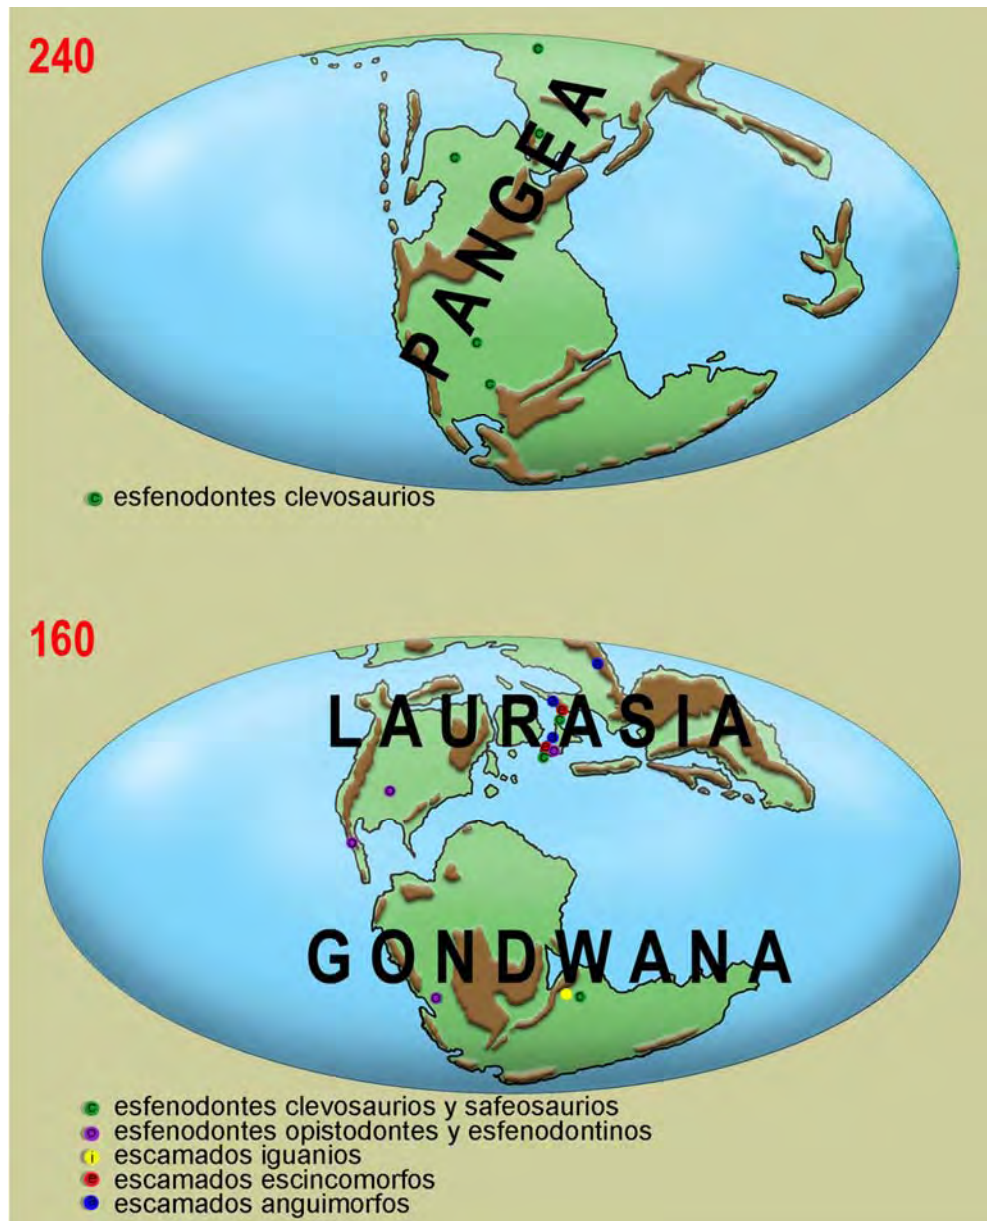 240
PANGEA
c esfenodontes clevosaurios
160
LAURASIA
GONDWANA
c esfenodontes clevosaurios y safeosaurios
o esfenodontes opistodontes y esfenodontinos
i escamados iguanios
e escamados escincomorfos
a escamados anguimorfos